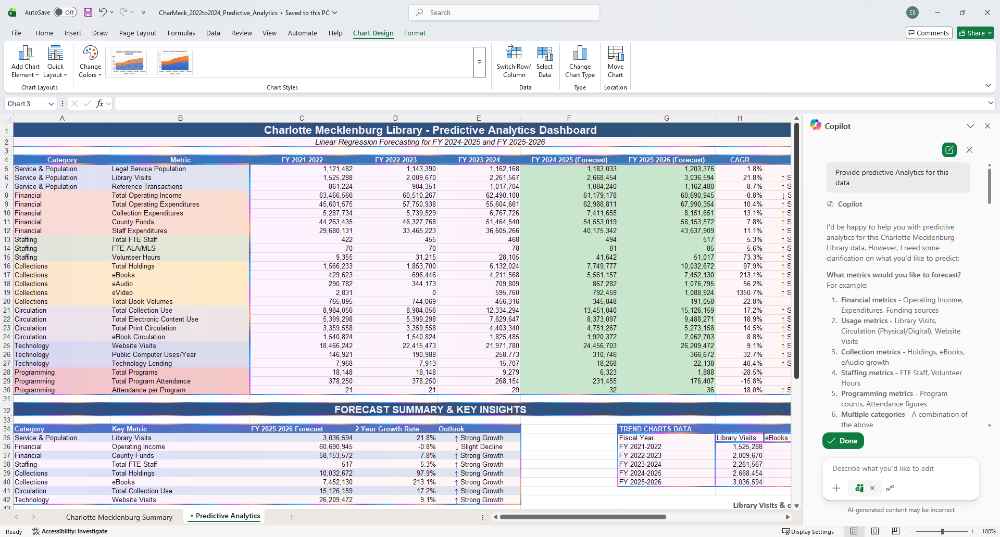 AutoSave Off CharMeck_2022to2024_Predictive_Analytics • Saved to this PC Search SB
File Home Insert Draw Page Layout Formulas Data Review View Automate Help Chart Design Format Comments Share
Add Chart Element Quick Layout Change Colors Switch Row/ Column Select Data Change Chart Type Move Chart
Chart Layouts Chart Styles Data Type Location
Chart 3 fx
A B C D E F G H
1 Charlotte Mecklenburg Library - Predictive Analytics Dashboard
2 Linear Regression Forecasting for FY 2024-2025 and FY 2025-2026
3
4 Category Metric FY 2021-2022 FY 2022-2023 FY 2023-2024 FY 2024-2025 (Forecast) FY 2025-2026 (Forecast) CAGR
5 Service & Population Legal Service Population 1,121,482 1,143,390 1,162,168 1,183,033 1,203,376 1.8%
6 Service & Population Library Visits 1,525,288 2,009,670 2,261,567 2,668,454 3,036,594 21.8% ↑ S
7 Service & Population Reference Transactions 861,224 904,351 1,017,704 1,084,240 1,162,480 8.7% ↑ S
8 Financial Total Operating Income 63,466,566 60,510,267 62,490,100 61,179,178 60,690,945 -0.8% ↓ S
9 Financial Total Operating Expenditures 45,601,575 57,750,938 55,604,661 62,988,811 67,990,354 10.4% ↑ S
10 Financial Collection Expenditures 5,287,734 5,739,529 6,767,726 7,411,655 8,151,651 13.1% ↑ S
11 Financial County Funds 44,263,435 46,327,768 51,464,540 54,553,019 58,153,572 7.8% ↑ S
12 Financial Staff Expenditures 29,680,131 33,465,223 36,605,266 40,175,342 43,637,909 11.1% ↑ S
13 Staffing Total FTE Staff 422 455 468 494 517 5.3% ↑ S
14 Staffing FTE ALA/MLS 70 70 78 81 85 5.6% ↑ S
15 Staffing Volunteer Hours 9,355 31,215 28,105 41,642 51,017 73.3% ↑ S
16 Collections Total Holdings 1,566,233 1,853,700 6,132,024 7,749,777 10,032,672 97.9% ↑ S
17 Collections eBooks 429,623 696,446 4,211,568 5,561,157 7,452,130 213.1% ↑ S
18 Collections eAudio 290,782 344,173 709,809 867,282 1,076,795 56.2% ↑ S
19 Collections eVideo 2,831 0 595,760 792,459 1,088,924 1350.7% ↑ S
20 Collections Total Book Volumes 765,895 744,069 456,316 345,848 191,058 -22.8%
21 Circulation Total Collection Use 8,984,056 8,984,056 12,334,294 13,451,040 15,126,159 17.2% ↑ S
22 Circulation Total Electronic Content Use 5,399,298 5,399,298 7,629,647 8,373,097 9,488,271 18.9% ↑ S
23 Circulation Total Print Circulation 3,359,558 3,359,558 4,403,340 4,751,267 5,273,158 14.5% ↑ S
24 Circulation eBook Circulation 1,540,824 1,540,824 1,825,485 1,920,372 2,062,703 8.8% ↑ S
25 Technology Website Visits 18,466,242 22,415,473 21,971,780 24,456,703 26,209,472 9.1% ↑ S
26 Technology Public Computer Uses/Year 146,921 190,988 258,773 310,746 366,672 32.7% ↑ S
27 Technology Technology Lending 7,968 7,913 15,707 18,268 22,138 40.4% ↑ S
28 Programming Total Programs 18,148 18,148 9,279 6,323 1,888 -28.5%
29 Programming Total Program Attendance 378,250 378,250 268,154 231,455 176,407 -15.8%
30 Programming Attendance per Program 21 21 29 32 36 18.0% ↑ S
31
32 FORECAST SUMMARY & KEY INSIGHTS
33
34 Category Key Metric FY 2025-2026 Forecast 2-Year Growth Rate Outlook TREND CHARTS DATA
35 Service & Population Library Visits 3,036,594 21.8% ↑ Strong Growth Fiscal Year Library Visits eBooks
36 Financial Operating Income 60,690,945 -0.8% ↓ Slight Decline FY 2021-2022 1,525,288
37 Financial County Funds 58,153,572 7.8% ↑ Strong Growth FY 2022-2023 2,009,670
38 Staffing Total FTE Staff 517 5.3% ↑ Strong Growth FY 2023-2024 2,261,567
39 Collections Total Holdings 10,032,672 97.9% ↑ Strong Growth FY 2024-2025 2,668,454
40 Collections eBooks 7,452,130 213.1% ↑ Strong Growth FY 2025-2026 3,036,594
41 Circulation Total Collection Use 15,126,159 17.2% ↑ Strong Growth
42 Technology Website Visits 26,209,472 9.1% ↑ Strong Growth
43 Library Visits & e
Charlotte Mecklenburg Summary • Predictive Analytics
Ready Accessibility: Investigate Display Settings 100%
Copilot
Provide predictive Analytics for this
data
Copilot
I'd be happy to help you with predictive
analytics for this Charlotte Mecklenburg
Library data. However, I need some
clarification on what you'd like to predict:
What metrics would you like to forecast?
For example:
1. Financial metrics - Operating Income,
Expenditures, Funding sources
2. Usage metrics - Library Visits,
Circulation (Physical/Digital), Website
Visits
3. Collection metrics - Holdings, eBooks,
eAudio growth
4. Staffing metrics - FTE Staff, Volunteer
Hours
5. Programming metrics - Program
counts, Attendance figures
6. Multiple categories - A combination of
the above
Done
Describe what you'd like to edit
AI-generated content may be incorrect